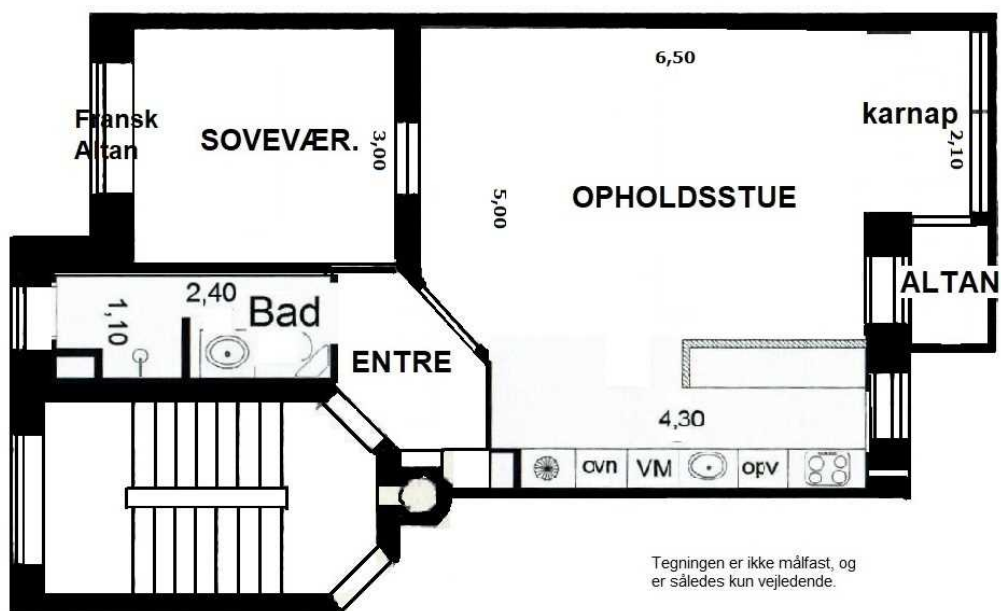 6,50
Fransk
Altan
SOVEVÆR.
3,00
karnap
2,10
5,00
OPHOLDSSTUE
2,40
1,10
Bad
ALTAN
ENTRE
4,30
ovn
VM
opv
Tegningen er ikke målfast, og
er således kun vejledende.